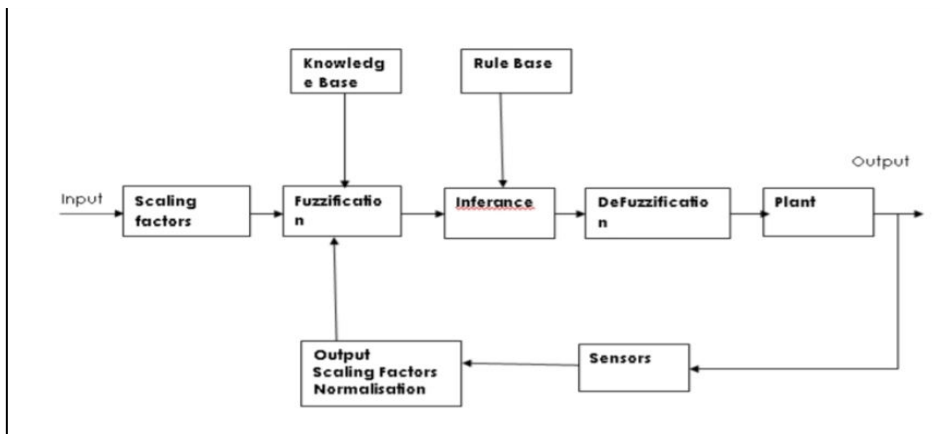 Knowledg
e Base
Rule Base
Output
Input
Scaling
factors
Fuzzificatio
n
Inferance
DeFuzzificatio
n
Plant
Output
Scaling Factors
Normalisation
Sensors